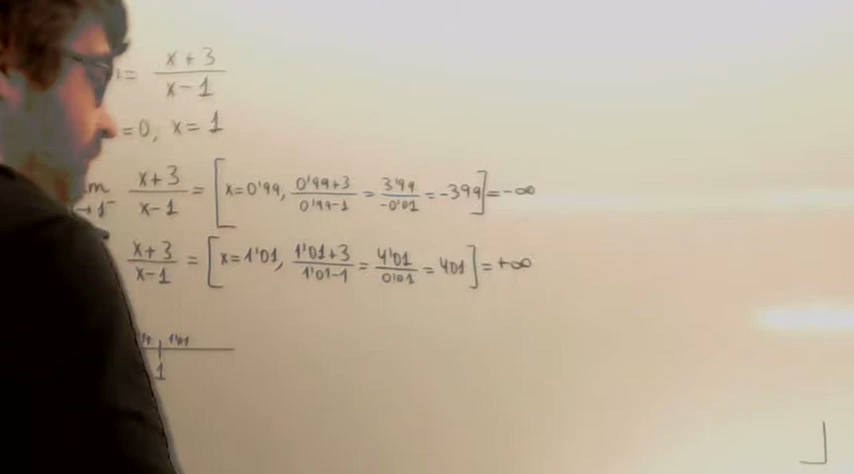 = x+3 / x-1
=0, x=1
x+3 / x-1 = [x=0'99, 0'99+3 / 0'99-1 = 3'99 / -0'01 = -399] = -∞
→1⁻
x+3 / x-1 = [x=1'01, 1'01+3 / 1'01-1 = 4'01 / 0'01 = 401] = +∞
1'01
1